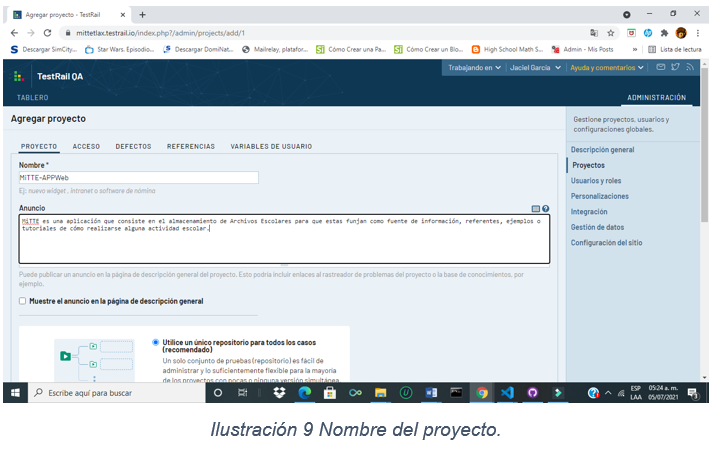 Agregar proyecto - TestRail
mittetlax.testrail.io/index.php?/admin/projects/add/1
Descargar SimCity...
Star Wars. Episodio...
Descargar DomiNat...
Mailrelay, platafor...
Cómo Crear una Pa...
Cómo Crear un Blo...
High School Math S...
Admin - Mis Posts
»
Lista de lectura
TestRail QA
Trabajando en
Jaciel García
Ayuda y comentarios
TABLERO
ADMINISTRACIÓN
Agregar proyecto
PROYECTO
ACCESO
DEFECTOS
REFERENCIAS
VARIABLES DE USUARIO
Nombre *
MiTTE-APPWeb
Ej: nuevo widget , intranet o software de nómina
Anuncio
MiTTE es una aplicación que consiste en el almacenamiento de Archivos Escolares para que estas funjan como fuente de información, referentes, ejemplos o
tutoriales de cómo realizarse alguna actividad escolar.
Puede publicar un anuncio en la página de descripción general del proyecto. Esto podría incluir enlaces al rastreador de problemas del proyecto o la base de conocimientos, por
ejemplo.
Muestre el anuncio en la página de descripción general
Utilice un único repositorio para todos los casos
(recomendado)
Un solo conjunto de pruebas (repositorio) es fácil de
administrar y lo suficientemente flexible para la mayoría
de los proyectos con pocas o ninguna versión simultánea.
Gestione proyectos, usuarios y
configuraciones globales.
Descripción general
Proyectos
Usuarios y roles
Personalizaciones
Integración
Gestión de datos
Configuración del sitio
Escribe aquí para buscar
ESP
LAA
05:24 a. m.
05/07/2021
Ilustración 9 Nombre del proyecto.